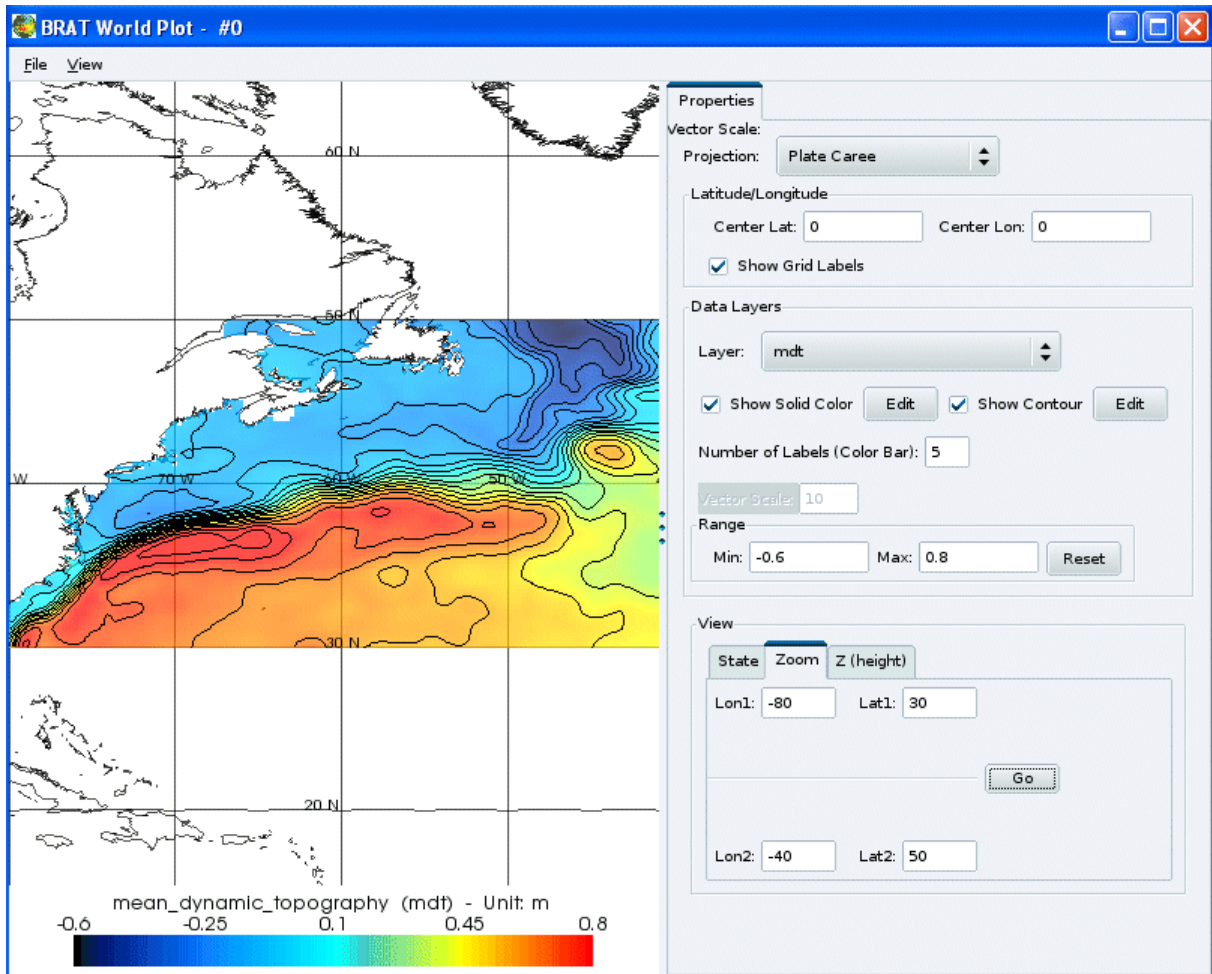 BRAT World Plot - #0
File View
60 N
50 N
W 70 W 60 W 50 W
30 N
20 N
mean_dynamic_topography (mdt) - Unit: m
-0.6 -0.25 0.1 0.45 0.8
Properties
Vector Scale:
Projection: Plate Caree
Latitude/Longitude
Center Lat: 0 Center Lon: 0
Show Grid Labels
Data Layers
Layer: mdt
Show Solid Color Edit Show Contour Edit
Number of Labels (Color Bar): 5
Vector Scale: 10
Range
Min: -0.6 Max: 0.8 Reset
View
State Zoom Z (height)
Lon1: -80 Lat1: 30
Go
Lon2: -40 Lat2: 50